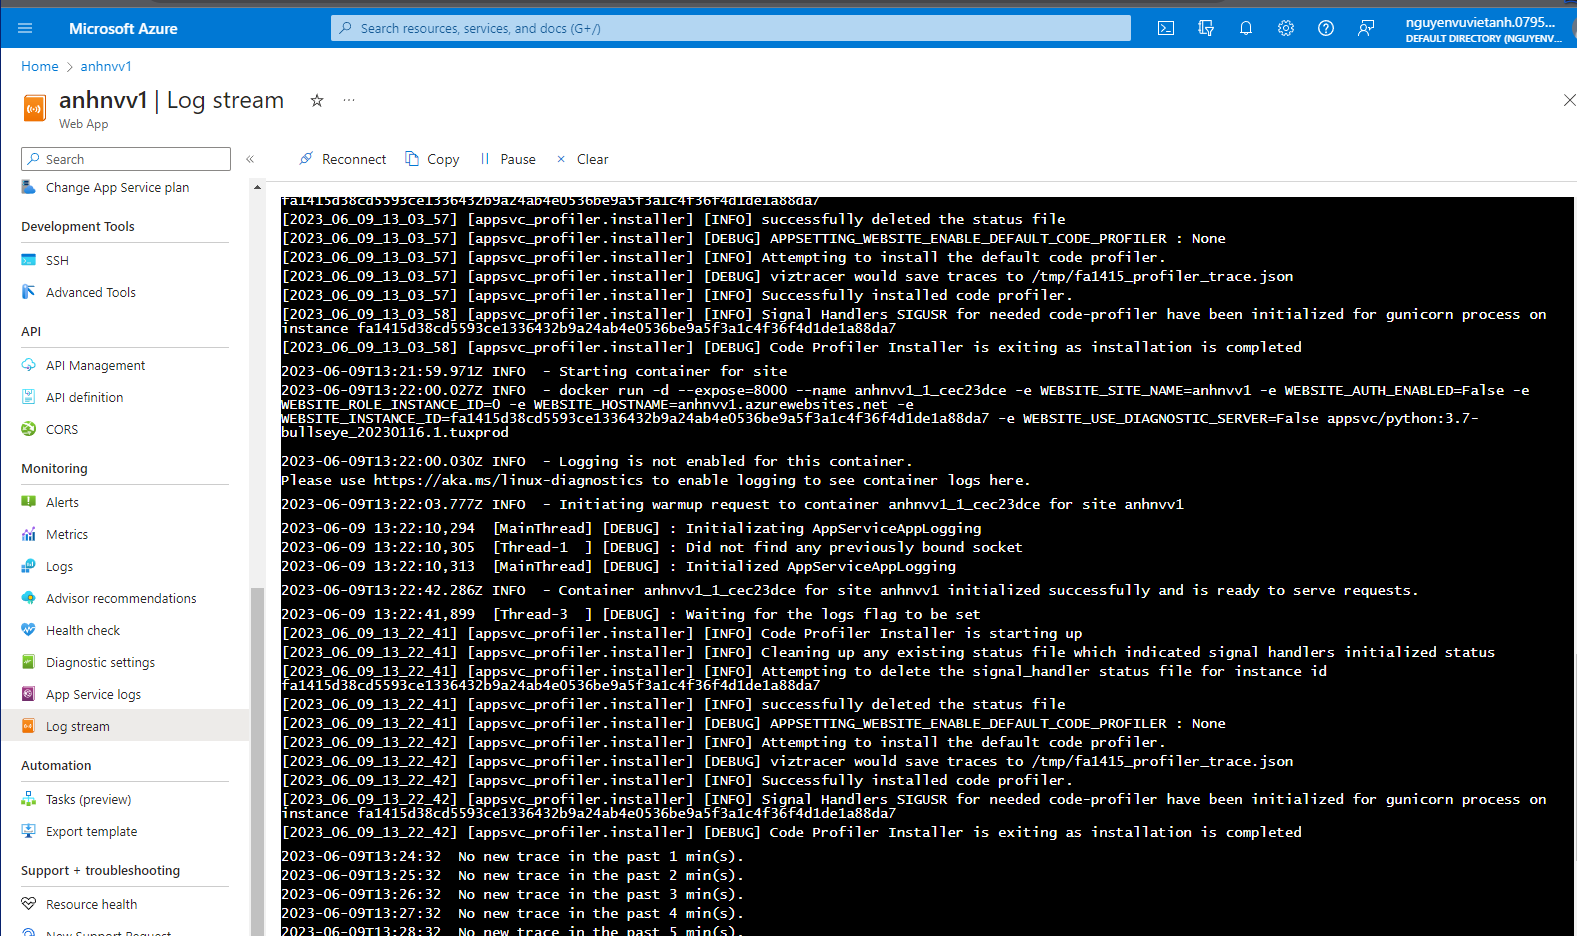 Microsoft Azure
Search resources, services, and docs (G+/)
nguyenvuvietanh.0795...
DEFAULT DIRECTORY (NGUYENV...
Home > anhnvv1
anhnvv1 | Log stream
Web App
Search
Reconnect
Copy
Pause
Clear
Change App Service plan
Development Tools
SSH
Advanced Tools
API
API Management
API definition
CORS
Monitoring
Alerts
Metrics
Logs
Advisor recommendations
Health check
Diagnostic settings
App Service logs
Log stream
Automation
Tasks (preview)
Export template
Support + troubleshooting
Resource health
New Support Request
fa1415d38cd5593ce1336432b9a24ab4e0536be9a5f3a1c4f36f4d1de1a88da7
[2023_06_09_13_03_57] [appsvc_profiler.installer] [INFO] successfully deleted the status file
[2023_06_09_13_03_57] [appsvc_profiler.installer] [DEBUG] APPSETTING_WEBSITE_ENABLE_DEFAULT_CODE_PROFILER : None
[2023_06_09_13_03_57] [appsvc_profiler.installer] [INFO] Attempting to install the default code profiler.
[2023_06_09_13_03_57] [appsvc_profiler.installer] [DEBUG] viztracer would save traces to /tmp/fa1415_profiler_trace.json
[2023_06_09_13_03_57] [appsvc_profiler.installer] [INFO] Successfully installed code profiler.
[2023_06_09_13_03_58] [appsvc_profiler.installer] [INFO] Signal Handlers SIGUSR for needed code-profiler have been initialized for gunicorn process on
instance fa1415d38cd5593ce1336432b9a24ab4e0536be9a5f3a1c4f36f4d1de1a88da7
[2023_06_09_13_03_58] [appsvc_profiler.installer] [DEBUG] Code Profiler Installer is exiting as installation is completed
2023-06-09T13:21:59.971Z INFO  - Starting container for site
2023-06-09T13:22:00.027Z INFO  - docker run -d --expose=8000 --name anhnvv1_1_cec23dce -e WEBSITE_SITE_NAME=anhnvv1 -e WEBSITE_AUTH_ENABLED=False -e
WEBSITE_ROLE_INSTANCE_ID=0 -e WEBSITE_HOSTNAME=anhnvv1.azurewebsites.net -e
WEBSITE_INSTANCE_ID=fa1415d38cd5593ce1336432b9a24ab4e0536be9a5f3a1c4f36f4d1de1a88da7 -e WEBSITE_USE_DIAGNOSTIC_SERVER=False appsvc/python:3.7-
bullseye_20230116.1.tuxprod
2023-06-09T13:22:00.030Z INFO  - Logging is not enabled for this container.
Please use https://aka.ms/linux-diagnostics to enable logging to see container logs here.
2023-06-09T13:22:03.777Z INFO  - Initiating warmup request to container anhnvv1_1_cec23dce for site anhnvv1
2023-06-09 13:22:10,294  [MainThread] [DEBUG] : Initializating AppServiceAppLogging
2023-06-09 13:22:10,305  [Thread-1  ] [DEBUG] : Did not find any previously bound socket
2023-06-09 13:22:10,313  [MainThread] [DEBUG] : Initialized AppServiceAppLogging
2023-06-09T13:22:42.286Z INFO  - Container anhnvv1_1_cec23dce for site anhnvv1 initialized successfully and is ready to serve requests.
2023-06-09 13:22:41,899  [Thread-3  ] [DEBUG] : Waiting for the logs flag to be set
[2023_06_09_13_22_41] [appsvc_profiler.installer] [INFO] Code Profiler Installer is starting up
[2023_06_09_13_22_41] [appsvc_profiler.installer] [INFO] Cleaning up any existing status file which indicated signal handlers initialized status
[2023_06_09_13_22_41] [appsvc_profiler.installer] [INFO] Attempting to delete the signal_handler status file for instance id
fa1415d38cd5593ce1336432b9a24ab4e0536be9a5f3a1c4f36f4d1de1a88da7
[2023_06_09_13_22_41] [appsvc_profiler.installer] [INFO] successfully deleted the status file
[2023_06_09_13_22_41] [appsvc_profiler.installer] [DEBUG] APPSETTING_WEBSITE_ENABLE_DEFAULT_CODE_PROFILER : None
[2023_06_09_13_22_42] [appsvc_profiler.installer] [INFO] Attempting to install the default code profiler.
[2023_06_09_13_22_42] [appsvc_profiler.installer] [DEBUG] viztracer would save traces to /tmp/fa1415_profiler_trace.json
[2023_06_09_13_22_42] [appsvc_profiler.installer] [INFO] Successfully installed code profiler.
[2023_06_09_13_22_42] [appsvc_profiler.installer] [INFO] Signal Handlers SIGUSR for needed code-profiler have been initialized for gunicorn process on
instance fa1415d38cd5593ce1336432b9a24ab4e0536be9a5f3a1c4f36f4d1de1a88da7
[2023_06_09_13_22_42] [appsvc_profiler.installer] [DEBUG] Code Profiler Installer is exiting as installation is completed
2023-06-09T13:24:32  No new trace in the past 1 min(s).
2023-06-09T13:25:32  No new trace in the past 2 min(s).
2023-06-09T13:26:32  No new trace in the past 3 min(s).
2023-06-09T13:27:32  No new trace in the past 4 min(s).
2023-06-09T13:28:32  No new trace in the past 5 min(s).